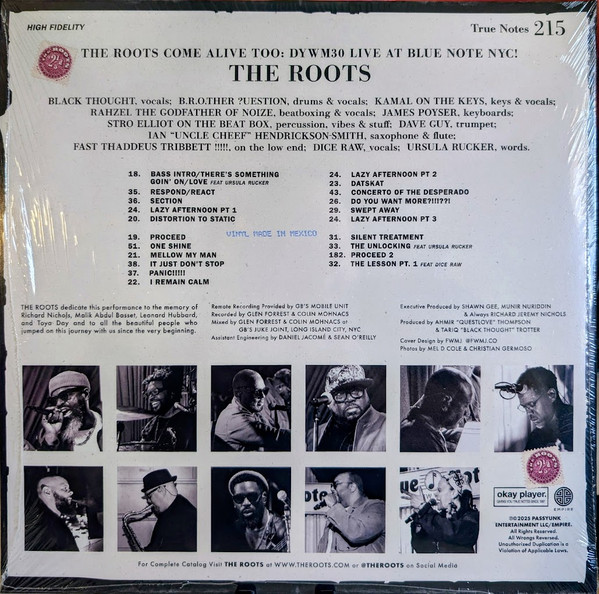 HIGH FIDELITY
True Notes 215
THE ROOTS COME ALIVE TOO: DYWM30 LIVE AT BLUE NOTE NYC!
THE ROOTS
BLACK THOUGHT, vocals; B.R.O.THER ?UESTION, drums & vocals; KAMAL ON THE KEYS, keys & vocals;
RAHZEL THE GODFATHER OF NOIZE, beatboxing & vocals; JAMES POYSER, keyboards;
STRO ELLIOT ON THE BEAT BOX, percussion, vibes & stuff; DAVE GUY, trumpet;
IAN "UNCLE CHEEF" HENDRICKSON-SMITH, saxophone & flute;
FAST THADDEUS TRIBBETT !!!!!, on the low end; DICE RAW, vocals; URSULA RUCKER, words.
18. BASS INTRO/THERE'S SOMETHING
GOIN' ON/LOVE FEAT URSULA RUCKER
35. RESPOND/REACT
36. SECTION
24. LAZY AFTERNOON PT 1
20. DISTORTION TO STATIC
19. PROCEED
51. ONE SHINE
21. MELLOW MY MAN
38. IT JUST DON'T STOP
37. PANIC!!!!!
22. I REMAIN CALM
24. LAZY AFTERNOON PT 2
23. DATSKAT
43. CONCERTO OF THE DESPERADO
26. DO YOU WANT MORE?!!!??!
29. SWEPT AWAY
24. LAZY AFTERNOON PT 3
31. SILENT TREATMENT
33. THE UNLOCKING FEAT URSULA RUCKER
182. PROCEED 2
32. THE LESSON PT. 1 FEAT DICE RAW
VINYL MADE IN MEXICO
THE ROOTS dedicate this performance to the memory of
Richard Nichols, Malik Abdul Basset, Leonard Hubbard,
and Toya Day and to all the beautiful people who
jumped on this journey with us since the very beginning.
Remote Recording Provided by GB'S MOBILE UNIT
Recorded by GLEN FORREST & COLIN MOHNACS
Mixed by GLEN FORREST & COLIN MOHNACS at
GB'S JUKE JOINT, LONG ISLAND CITY, NYC
Assistant Engineering by DANIEL JACOMÉ & SEAN O'REILLY
Executive Produced by SHAWN GEE, MUNIR NURIDDIN
& Always RICHARD JEREMY NICHOLS
Produced by AHMIR "QUESTLOVE" THOMPSON
& TARIQ "BLACK THOUGHT" TROTTER
Cover Design by FWMJ @FWMJ.CO
Photos by MEL D COLE & CHRISTIAN GERMOSO
okay player.
EMPIRE
℗© 2025 PASSYUNK
ENTERTAINMENT LLC/EMPIRE.
All Rights Reserved.
All Wrongs Reversed.
Unauthorized Duplication is a
Violation of Applicable Laws.
For Complete Catalog Visit THE ROOTS at WWW.THEROOTS.COM or @THEROOTS on Social Media